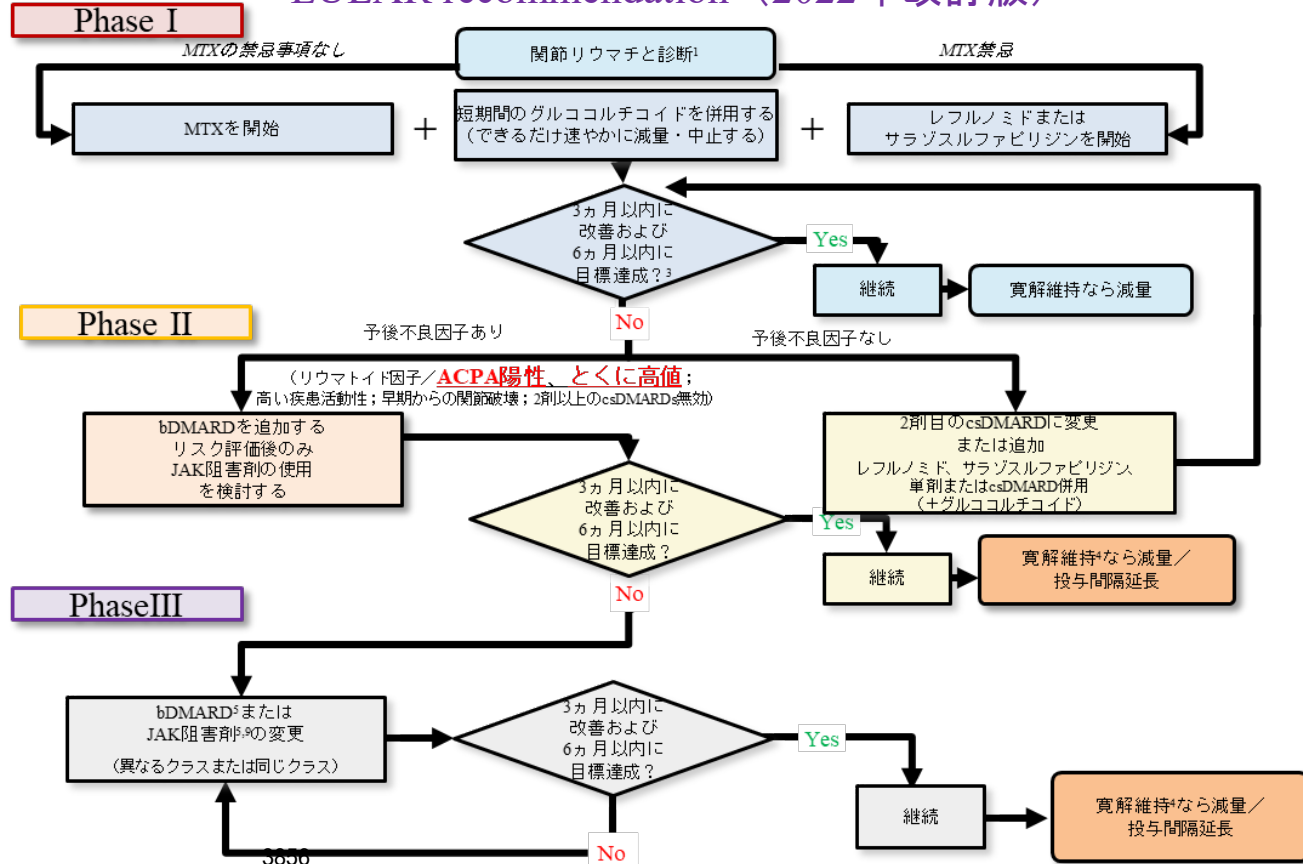 EULAR recommendation（2022年改訂版）
Phase I
MTXの禁忌事項なし
関節リウマチと診断¹
MTX禁忌
MTXを開始
+
短期間のグルココルチコイドを併用する
（できるだけ速やかに減量・中止する）
+
レフルノミドまたは
サラゾスルファピリジンを開始
3ヵ月以内に
改善および
6ヵ月以内に
目標達成？³
Yes
継続
寛解維持なら減量
No
Phase II
予後不良因子あり
予後不良因子なし
（リウマトイド因子／ACPA陽性、とくに高値；
高い疾患活動性；早期からの関節破壊；2剤以上のcsDMARDs無効）
bDMARDを追加する
リスク評価後のみ
JAK阻害剤の使用
を検討する
2剤目のcsDMARDに変更
または追加
レフルノミド、サラゾスルファピリジン、
単剤またはcsDMARD併用
（＋グルココルチコイド）
3ヵ月以内に
改善および
6ヵ月以内に
目標達成？
Yes
継続
寛解維持⁴なら減量／
投与間隔延長
No
PhaseIII
bDMARD⁵または
JAK阻害剤⁵,⁹の変更
（異なるクラスまたは同じクラス）
3ヵ月以内に
改善および
6ヵ月以内に
目標達成？
Yes
継続
寛解維持⁴なら減量／
投与間隔延長
No
3856